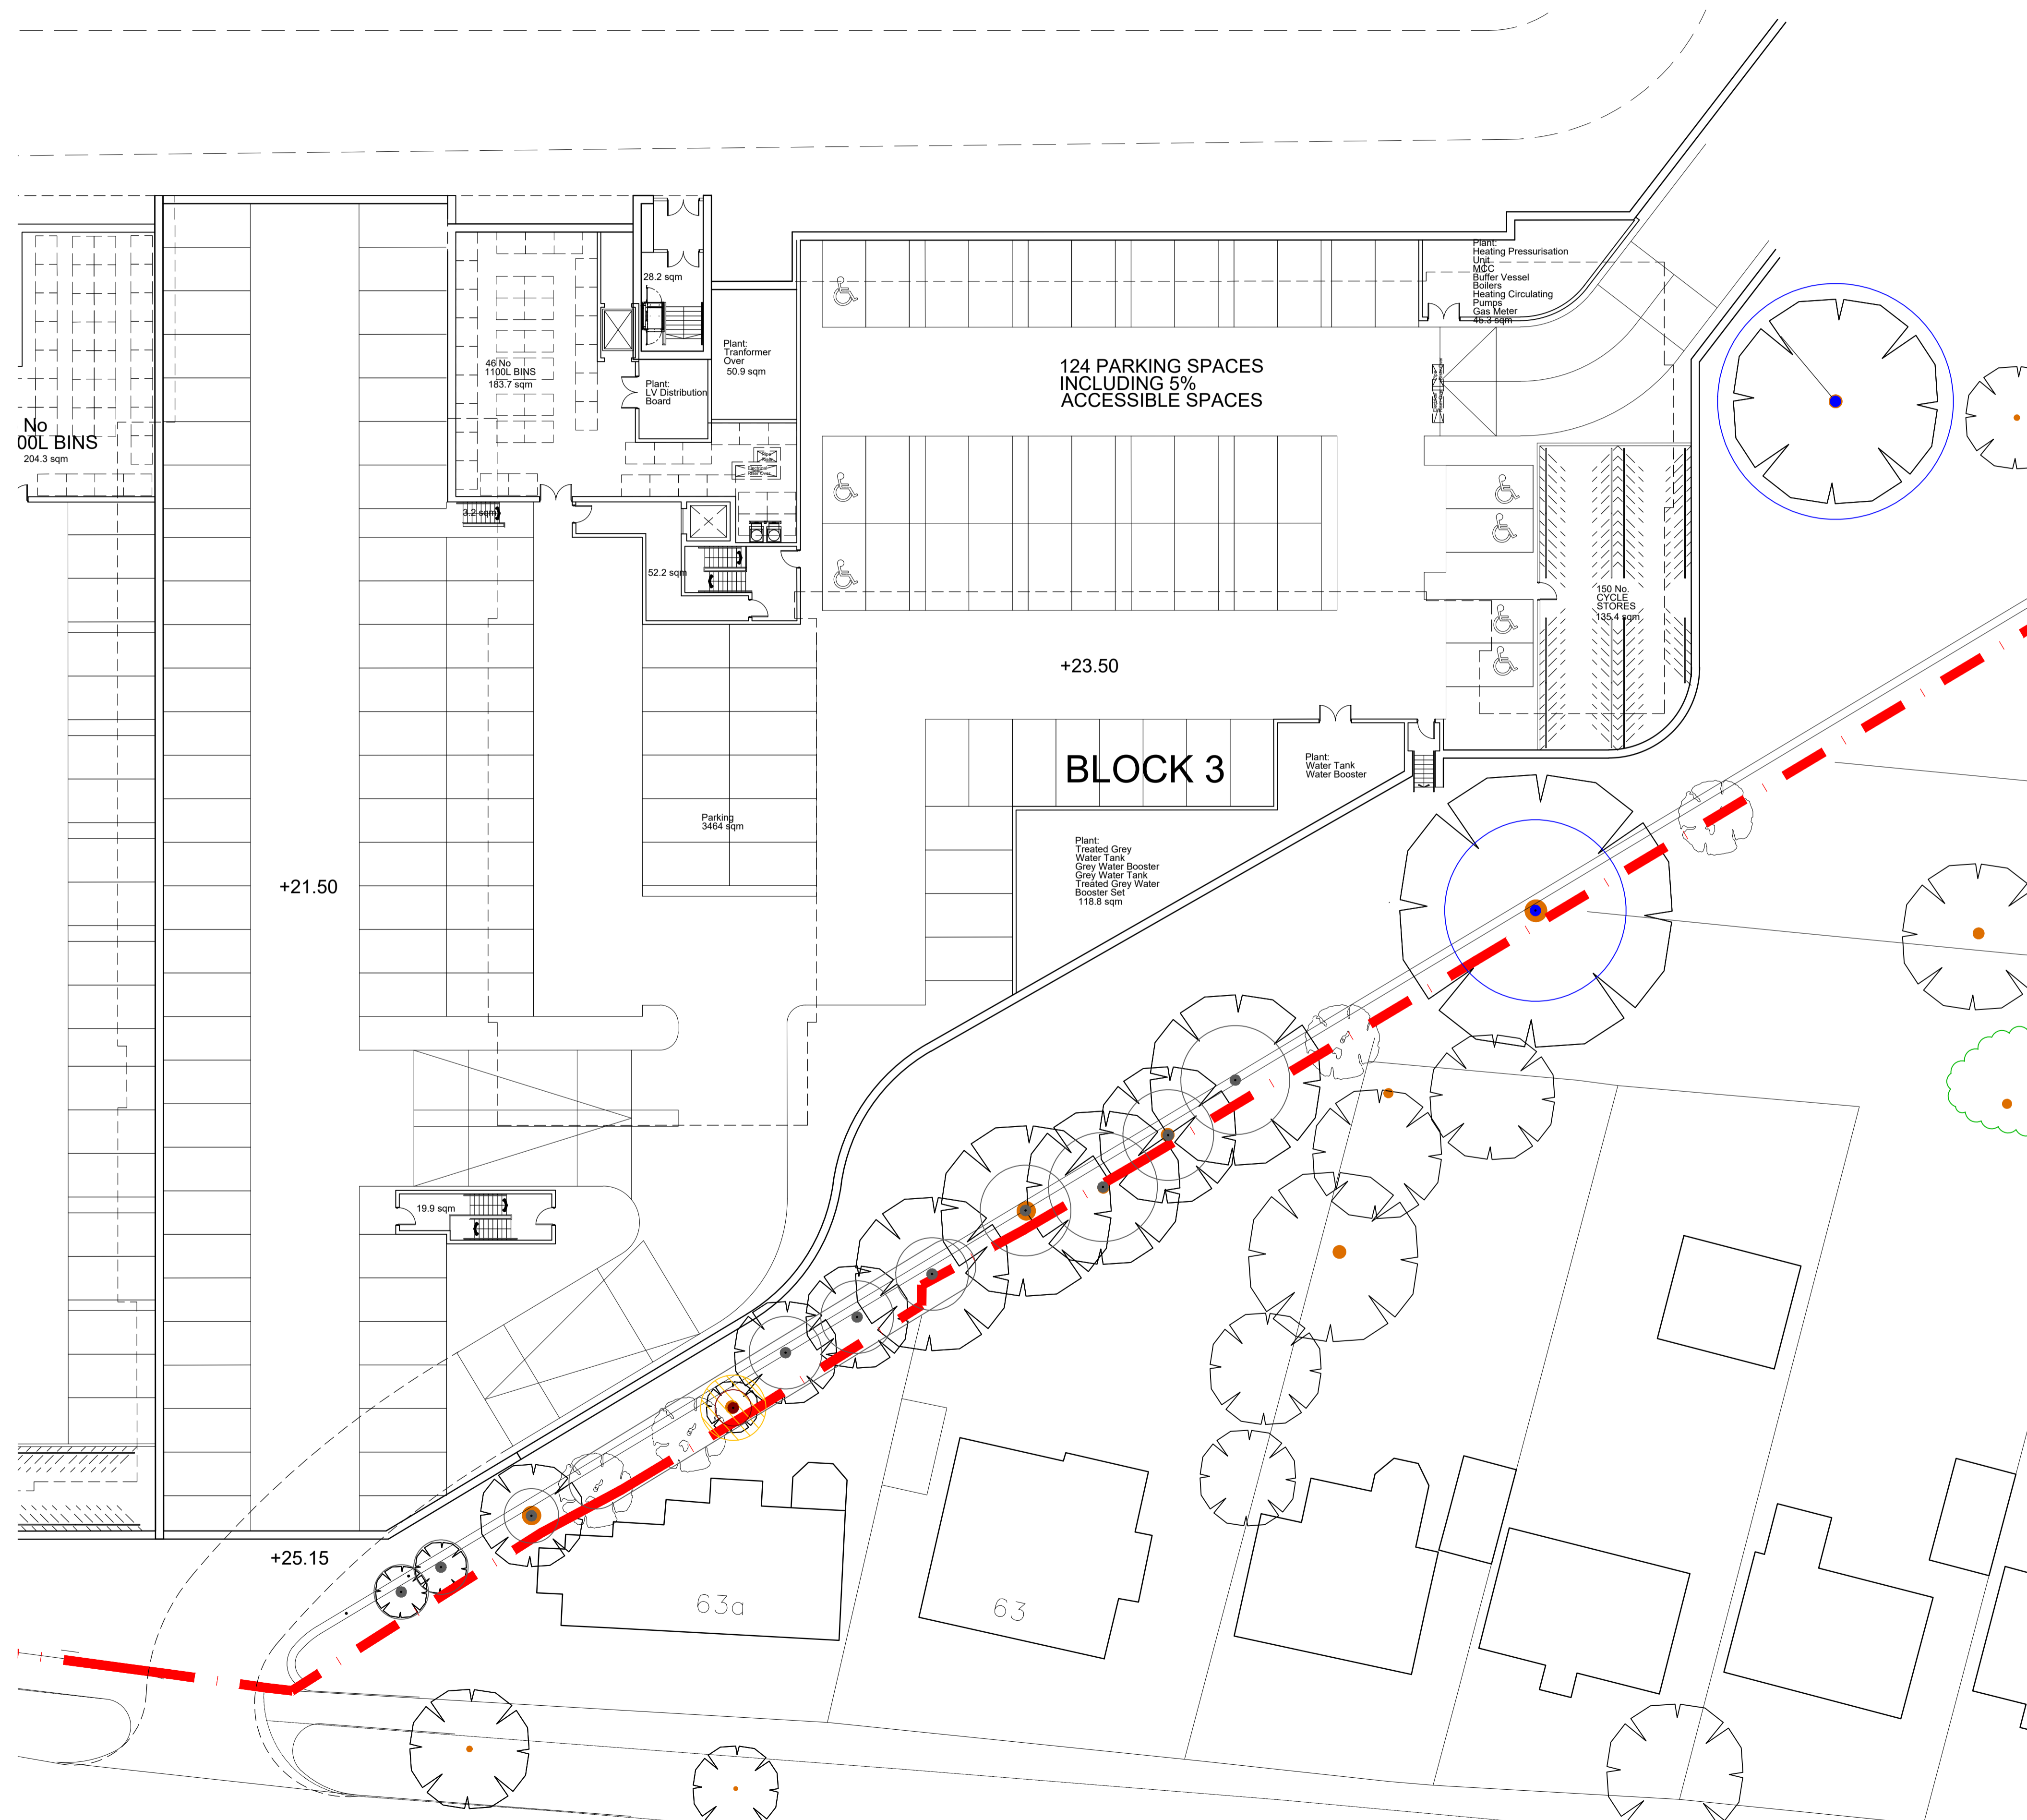 Plant:
Heating Pressurisation
Unit
MCC
Buffer Vessel
Boilers
Heating Circulating
Pumps
Gas Meter
45.3 sqm
28.2 sqm
Plant:
Tranformer
Over
50.9 sqm
46 No
1100L BINS
183.7 sqm
Plant:
LV Distribution
Board
124 PARKING SPACES
INCLUDING 5%
ACCESSIBLE SPACES
No
00L BINS
204.3 sqm
3.2 sqm
52.2 sqm
150 No.
CYCLE
STORES
135.4 sqm
+23.50
BLOCK 3
Plant:
Water Tank
Water Booster
Parking
3464 sqm
Plant:
Treated Grey
Water Tank
Grey Water Booster
Grey Water Tank
Treated Grey Water
Booster Set
118.8 sqm
+21.50
19.9 sqm
+25.15
63a
63